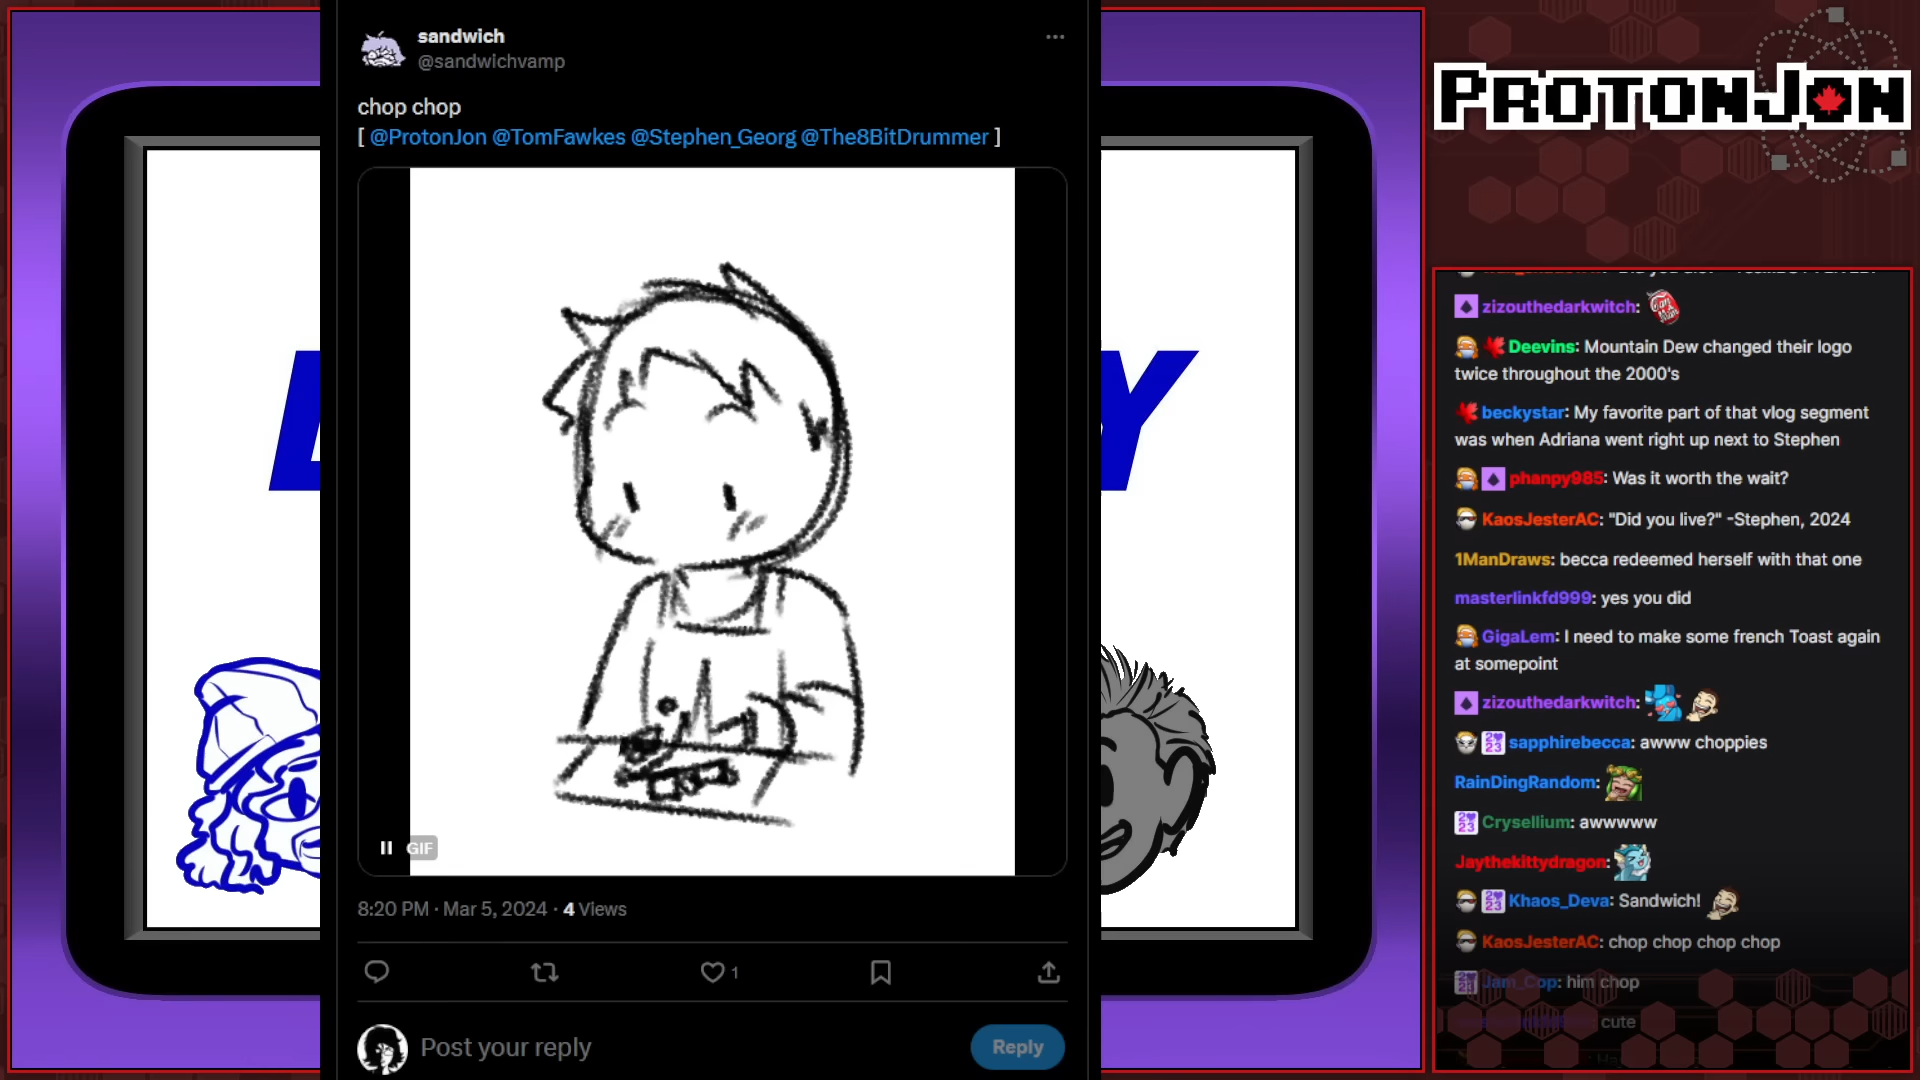 sandwich
@sandwichvamp
chop chop
[ @ProtonJon @TomFawkes @Stephen_Georg @The8BitDrummer ]
GIF
8:20 PM · Mar 5, 2024 · 4 Views
1
Post your reply
Reply
Y
PROTONJON
zizouthedarkwitch:
Deevins: Mountain Dew changed their logo
twice throughout the 2000's
beckystar: My favorite part of that vlog segment
was when Adriana went right up next to Stephen
phanpy985: Was it worth the wait?
KaosJesterAC: "Did you live?" -Stephen, 2024
1ManDraws: becca redeemed herself with that one
masterlinkfd999: yes you did
GigaLem: I need to make some french Toast again
at somepoint
zizouthedarkwitch:
sapphirebecca: awww choppies
RainDingRandom:
Crysellium: awwwww
Jaythekittydragon:
Khaos_Deva: Sandwich!
KaosJesterAC: chop chop chop chop
Jam_Cop: him chop
cute